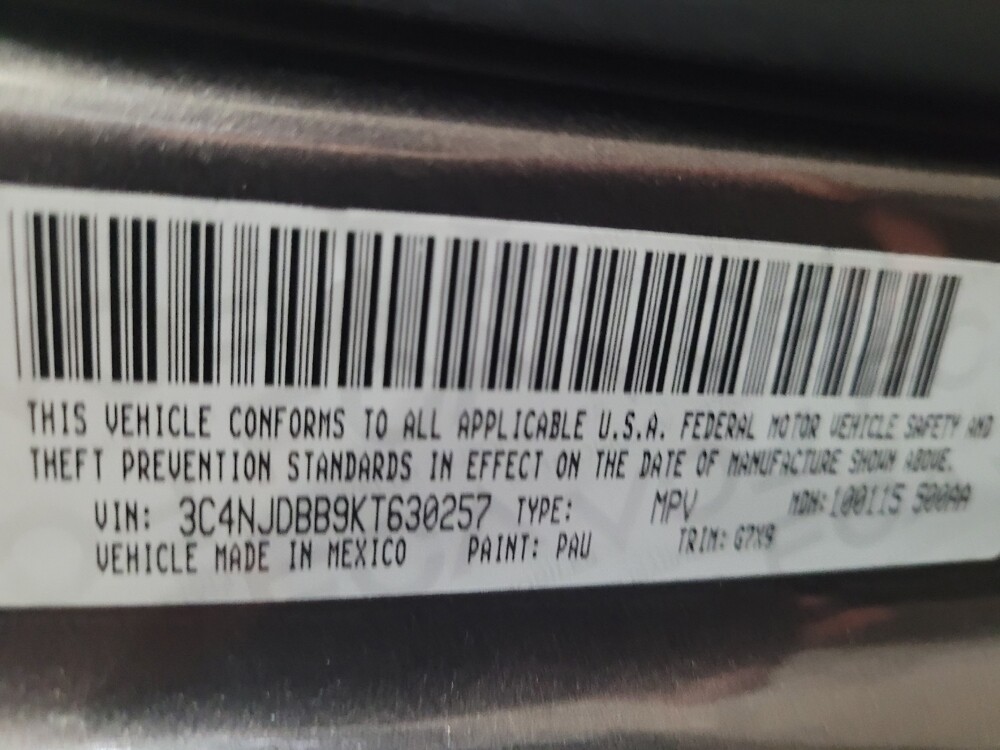 THIS VEHICLE CONFORMS TO ALL APPLICABLE U.S.A. FEDERAL MOTOR VEHICLE SAFETY AND
THEFT PREVENTION STANDARDS IN EFFECT ON THE DATE OF MANUFACTURE SHOWN ABOVE.
VIN: 3C4NJDBB9KT630257 TYPE: MPV MDH: 100115 500AA
VEHICLE MADE IN MEXICO PAINT: PAU TRIM: G7X9